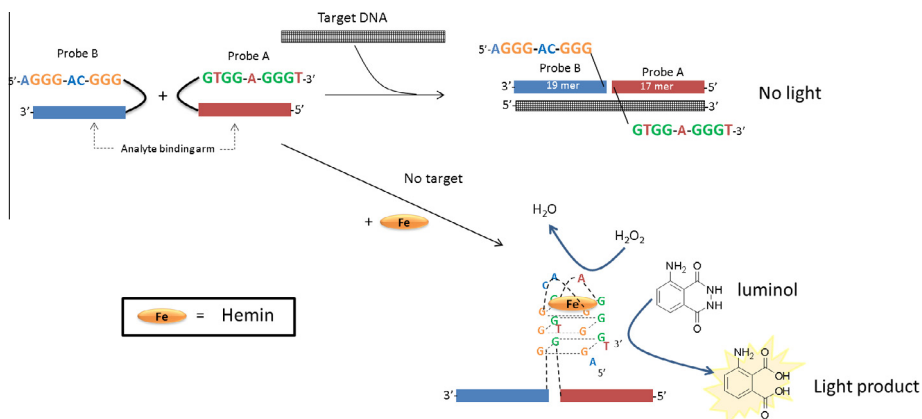 Target DNA
Probe B
Probe A
5'-AGGG-AC-GGG
GTGG-A-GGGT-3'
+
3'-
-5'
Analyte binding arm
5'-AGGG-AC-GGG
Probe B
Probe A
3'-
19 mer
17 mer
-5'
5'-
-3'
GTGG-A-GGGT-3'
No light
No target
+ Fe
H₂O
H₂O₂
Fe = Hemin
C
A
A
C
G
Fe
G
G
G
G
G
T
G
G
G
G
G
T
3'
A
5'
NH₂
O
NH
NH
O
luminol
NH₂
O
OH
OH
O
Light product